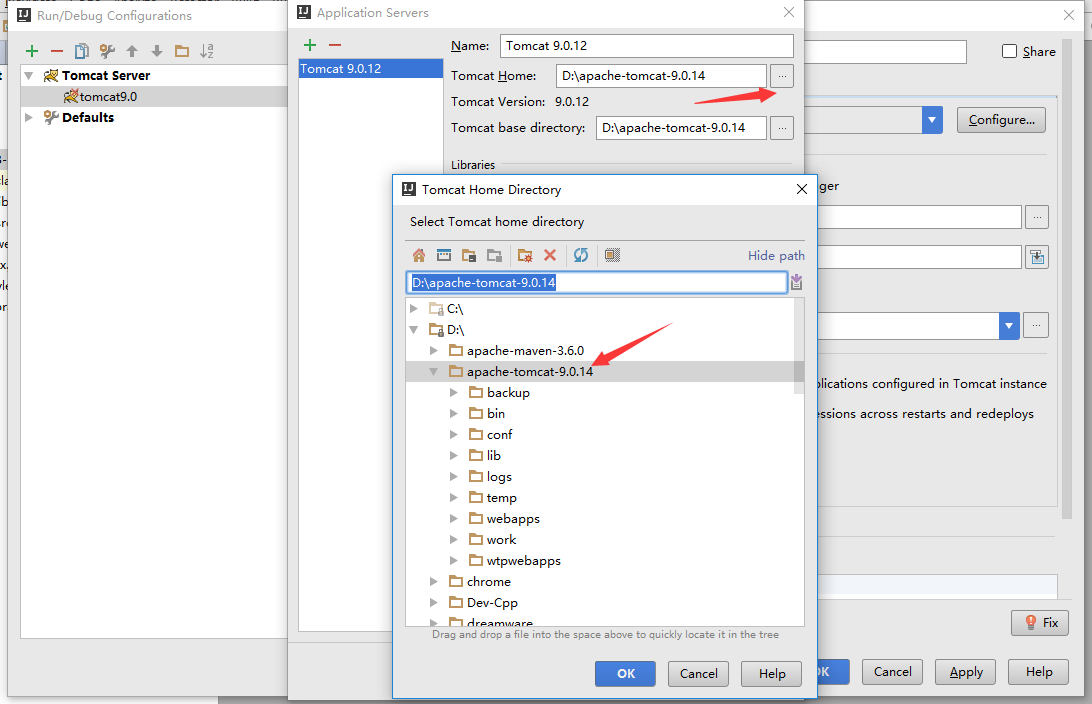 Run/Debug Configurations
Tomcat Server
tomcat9.0
Defaults
Application Servers
Tomcat 9.0.12
Name: Tomcat 9.0.12
Tomcat Home: D:\apache-tomcat-9.0.14 ...
Tomcat Version: 9.0.12
Tomcat base directory: D:\apache-tomcat-9.0.14 ...
Libraries
Share
Configure...
ger
...
...
plications configured in Tomcat instance
essions across restarts and redeploys
Fix
OK Cancel Apply Help
Tomcat Home Directory
Select Tomcat home directory
Hide path
D:\apache-tomcat-9.0.14
C:\
D:\
apache-maven-3.6.0
apache-tomcat-9.0.14
backup
bin
conf
lib
logs
temp
webapps
work
wtpwebapps
chrome
Dev-Cpp
dreamware
Drag and drop a file into the space above to quickly locate it in the tree
OK Cancel Help